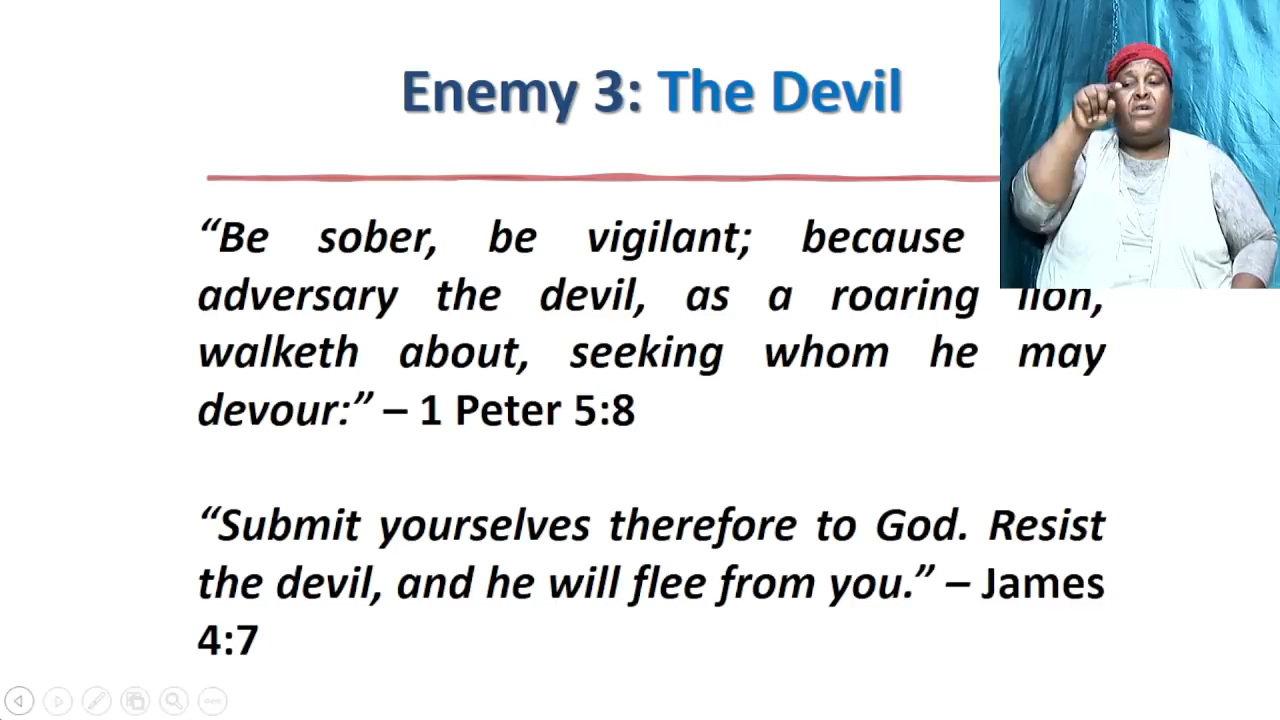 Enemy 3: The Devil
“Be sober, be vigilant; because
adversary the devil, as a roaring lion,
walketh about, seeking whom he may
devour:” – 1 Peter 5:8
“Submit yourselves therefore to God. Resist
the devil, and he will flee from you.” – James
4:7